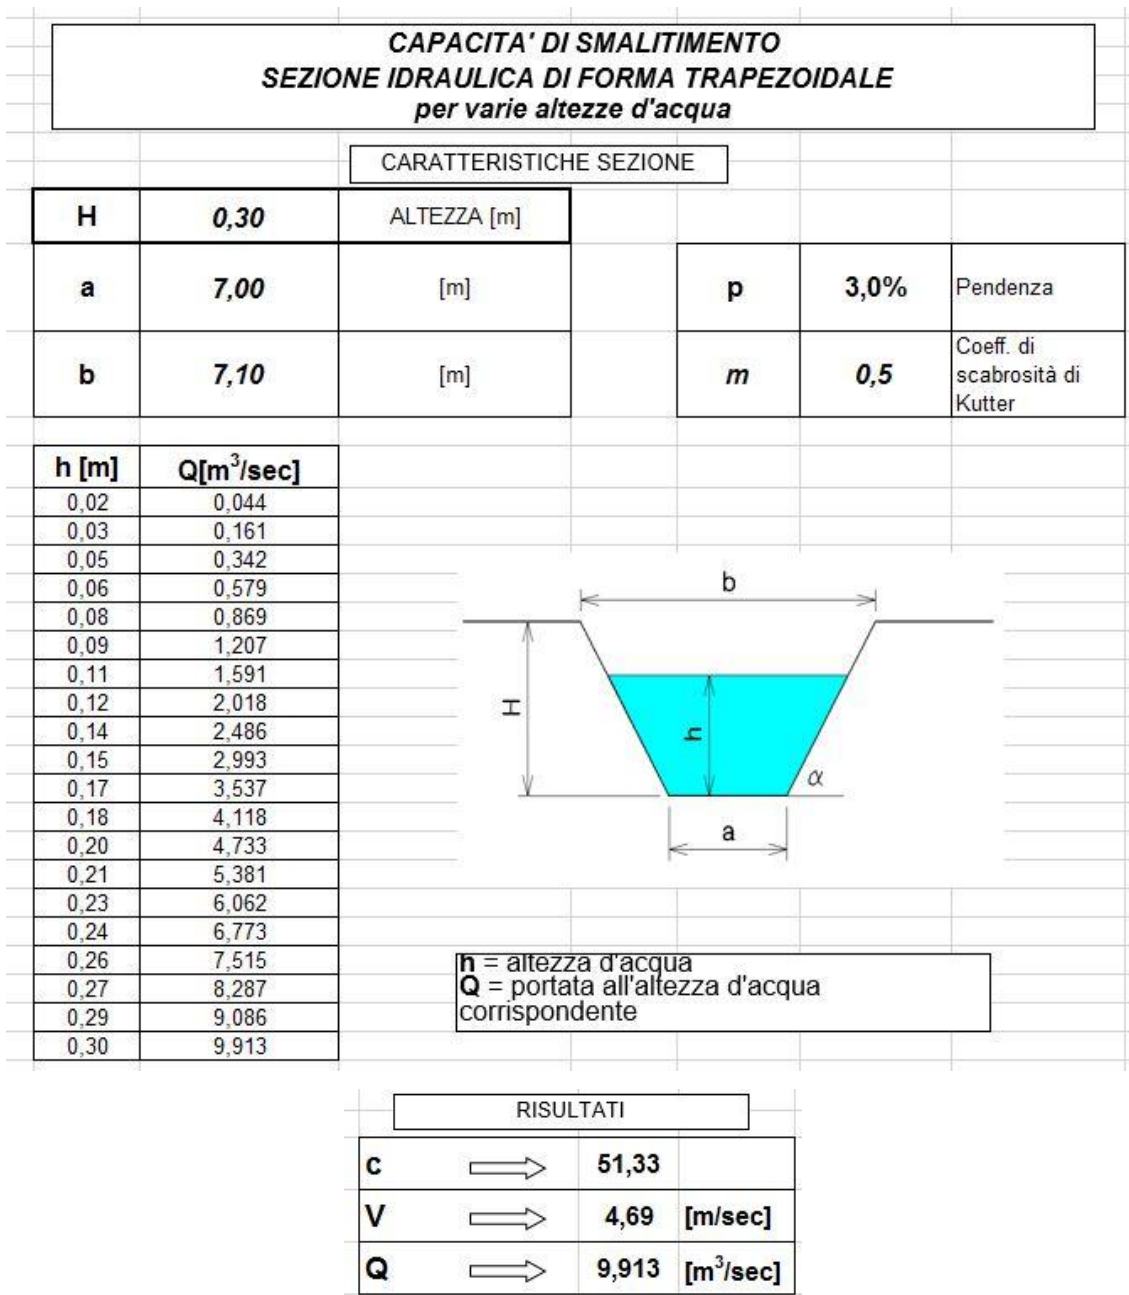 CAPACITA' DI SMALITIMENTO
SEZIONE IDRAULICA DI FORMA TRAPEZOIDALE
per varie altezze d'acqua
CARATTERISTICHE SEZIONE
H 0,30 ALTEZZA [m]
a 7,00 [m]
p 3,0% Pendenza
b 7,10 [m]
m 0,5 Coeff. di
scabrosità di
Kutter
h [m] Q[m³/sec]
0,02 0,044
0,03 0,161
0,05 0,342
0,06 0,579
0,08 0,869
0,09 1,207
0,11 1,591
0,12 2,018
0,14 2,486
0,15 2,993
0,17 3,537
0,18 4,118
0,20 4,733
0,21 5,381
0,23 6,062
0,24 6,773
0,26 7,515
0,27 8,287
0,29 9,086
0,30 9,913
b
H
h
α
a
h = altezza d'acqua
Q = portata all'altezza d'acqua
corrispondente
RISULTATI
c 51,33
V 4,69 [m/sec]
Q 9,913 [m³/sec]